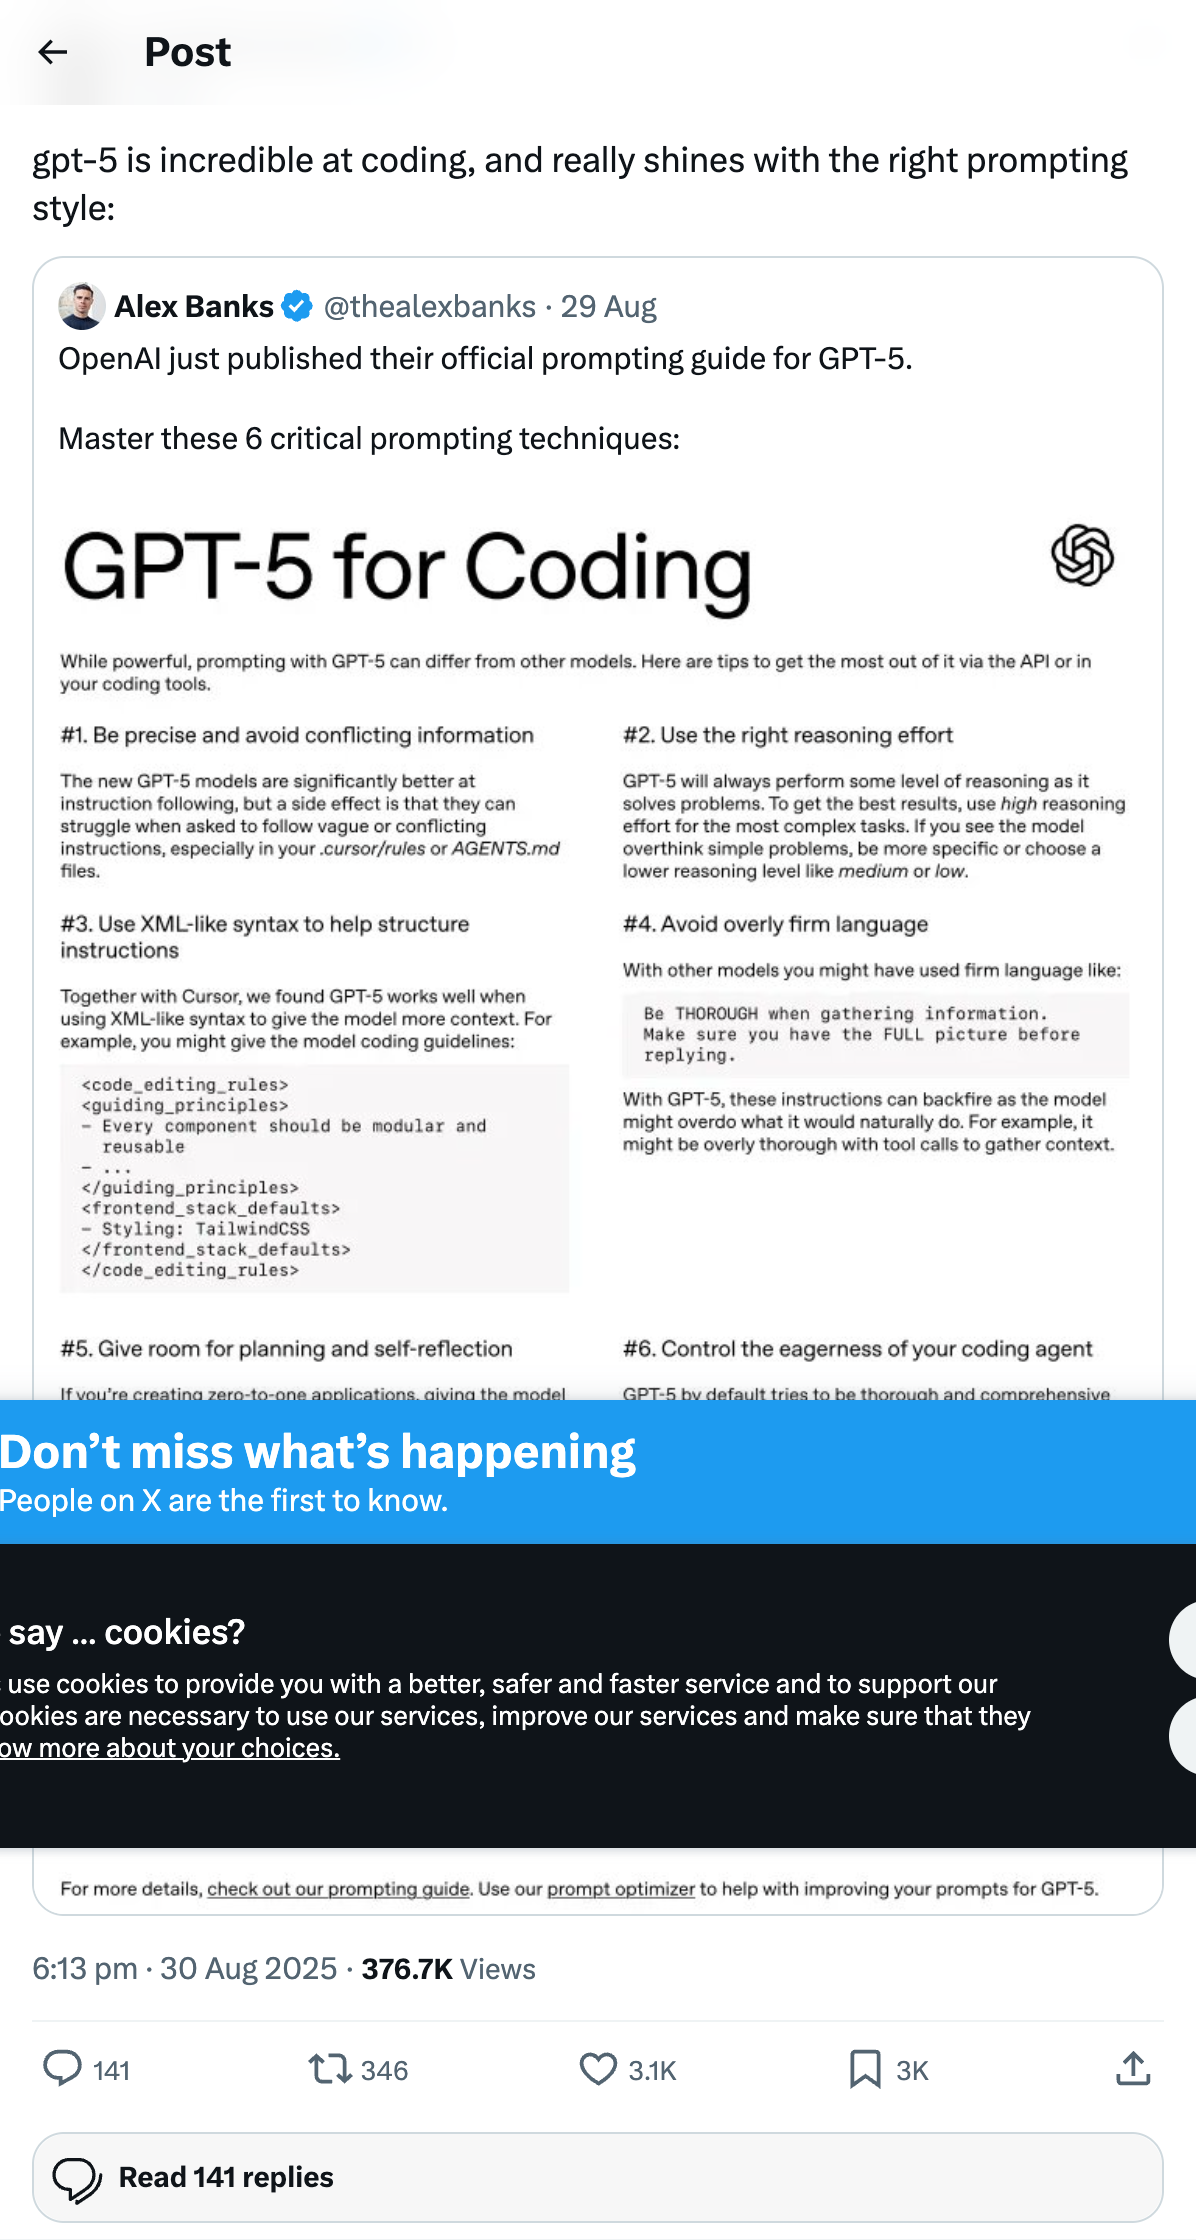 Post
gpt-5 is incredible at coding, and really shines with the right prompting
style:
Alex Banks @thealexbanks · 29 Aug
OpenAI just published their official prompting guide for GPT-5.
Master these 6 critical prompting techniques:
GPT-5 for Coding
While powerful, prompting with GPT-5 can differ from other models. Here are tips to get the most out of it via the API or in
your coding tools.
#1. Be precise and avoid conflicting information
The new GPT-5 models are significantly better at
instruction following, but a side effect is that they can
struggle when asked to follow vague or conflicting
instructions, especially in your .cursor/rules or AGENTS.md
files.
#2. Use the right reasoning effort
GPT-5 will always perform some level of reasoning as it
solves problems. To get the best results, use high reasoning
effort for the most complex tasks. If you see the model
overthink simple problems, be more specific or choose a
lower reasoning level like medium or low.
#3. Use XML-like syntax to help structure
instructions
Together with Cursor, we found GPT-5 works well when
using XML-like syntax to give the model more context. For
example, you might give the model coding guidelines:
<code_editing_rules>
<guiding_principles>
- Every component should be modular and
reusable
- ...
</guiding_principles>
<frontend_stack_defaults>
- Styling: TailwindCSS
</frontend_stack_defaults>
</code_editing_rules>
#4. Avoid overly firm language
With other models you might have used firm language like:
Be THOROUGH when gathering information.
Make sure you have the FULL picture before
replying.
With GPT-5, these instructions can backfire as the model
might overdo what it would naturally do. For example, it
might be overly thorough with tool calls to gather context.
#5. Give room for planning and self-reflection
If you're creating zero-to-one applications, giving the model
#6. Control the eagerness of your coding agent
GPT-5 by default tries to be thorough and comprehensive
Don't miss what's happening
People on X are the first to know.
say ... cookies?
use cookies to provide you with a better, safer and faster service and to support our
ookies are necessary to use our services, improve our services and make sure that they
ow more about your choices.
For more details, check out our prompting guide. Use our prompt optimizer to help with improving your prompts for GPT-5.
6:13 pm · 30 Aug 2025 · 376.7K Views
141 346 3.1K 3K
Read 141 replies